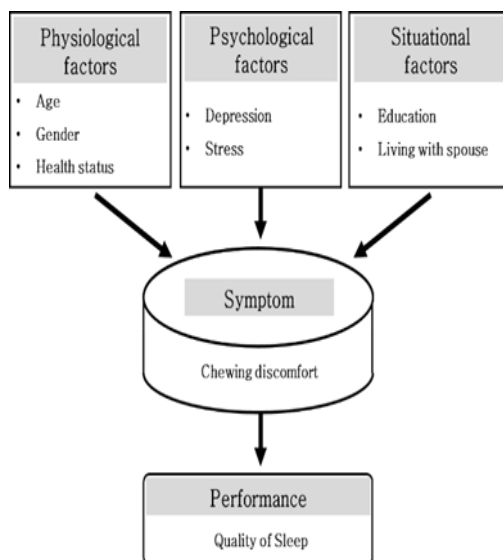 Physiological
factors
• Age
• Gender
• Health status
Psychological
factors
• Depression
• Stress
Situational
factors
• Education
• Living with spouse
Symptom
Chewing discomfort
Performance
Quality of Sleep